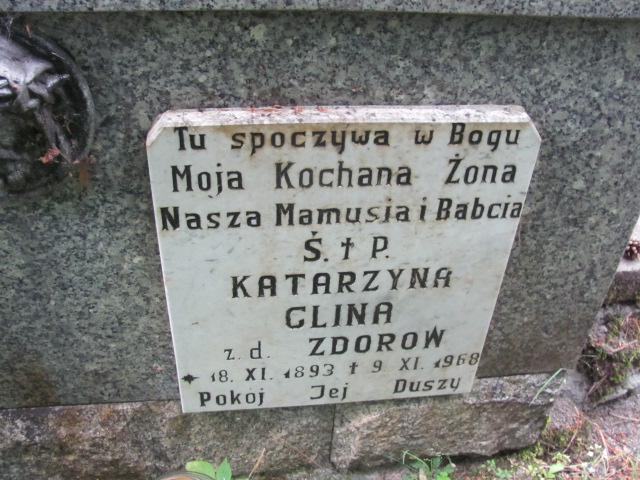 Tu spoczywa w Bogu
Moja Kochana Żona
Nasza Mamusia i Babcia
Ś. † P.
KATARZYNA
GLINA
z. d. ZDOROW
* 18. XI. 1893 † 9 XI. 1968
Pokój Jej Duszy